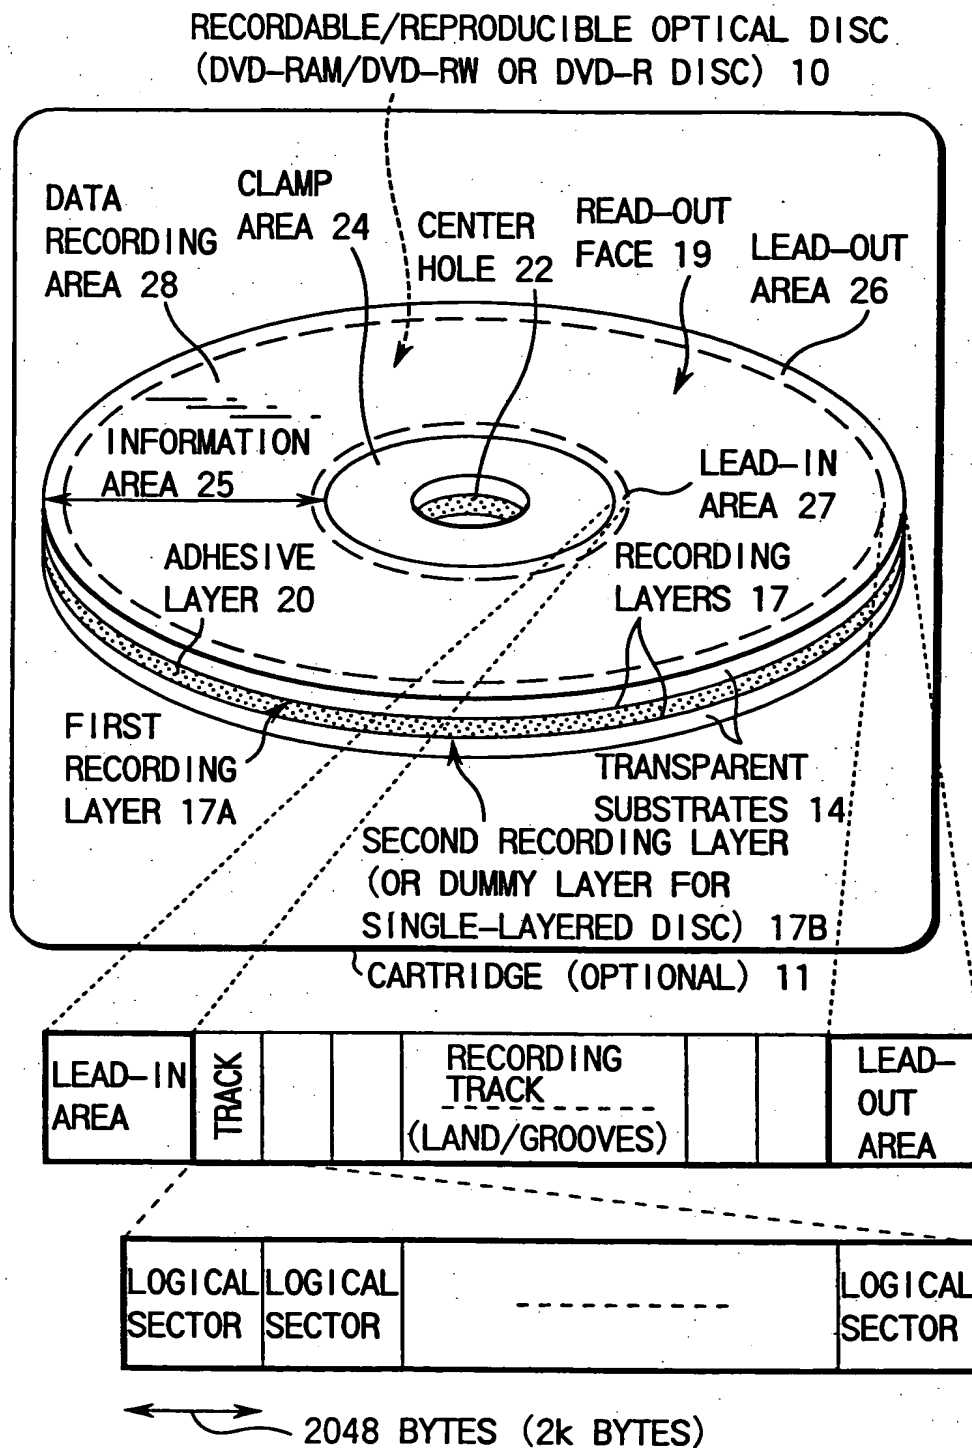 RECORDABLE/REPRODUCIBLE OPTICAL DISC
(DVD-RAM/DVD-RW OR DVD-R DISC) 10
DATA
RECORDING
AREA 28
CLAMP
AREA 24
CENTER
HOLE 22
READ-OUT
FACE 19
LEAD-OUT
AREA 26
INFORMATION
AREA 25
LEAD-IN
AREA 27
ADHESIVE
LAYER 20
RECORDING
LAYERS 17
FIRST
RECORDING
LAYER 17A
TRANSPARENT
SUBSTRATES 14
SECOND RECORDING LAYER
(OR DUMMY LAYER FOR
SINGLE-LAYERED DISC) 17B
CARTRIDGE (OPTIONAL) 11
LEAD-IN
AREA
TRACK
RECORDING
TRACK
(LAND/GROOVES)
LEAD-
OUT
AREA
LOGICAL
SECTOR
LOGICAL
SECTOR
LOGICAL
SECTOR
2048 BYTES (2k BYTES)